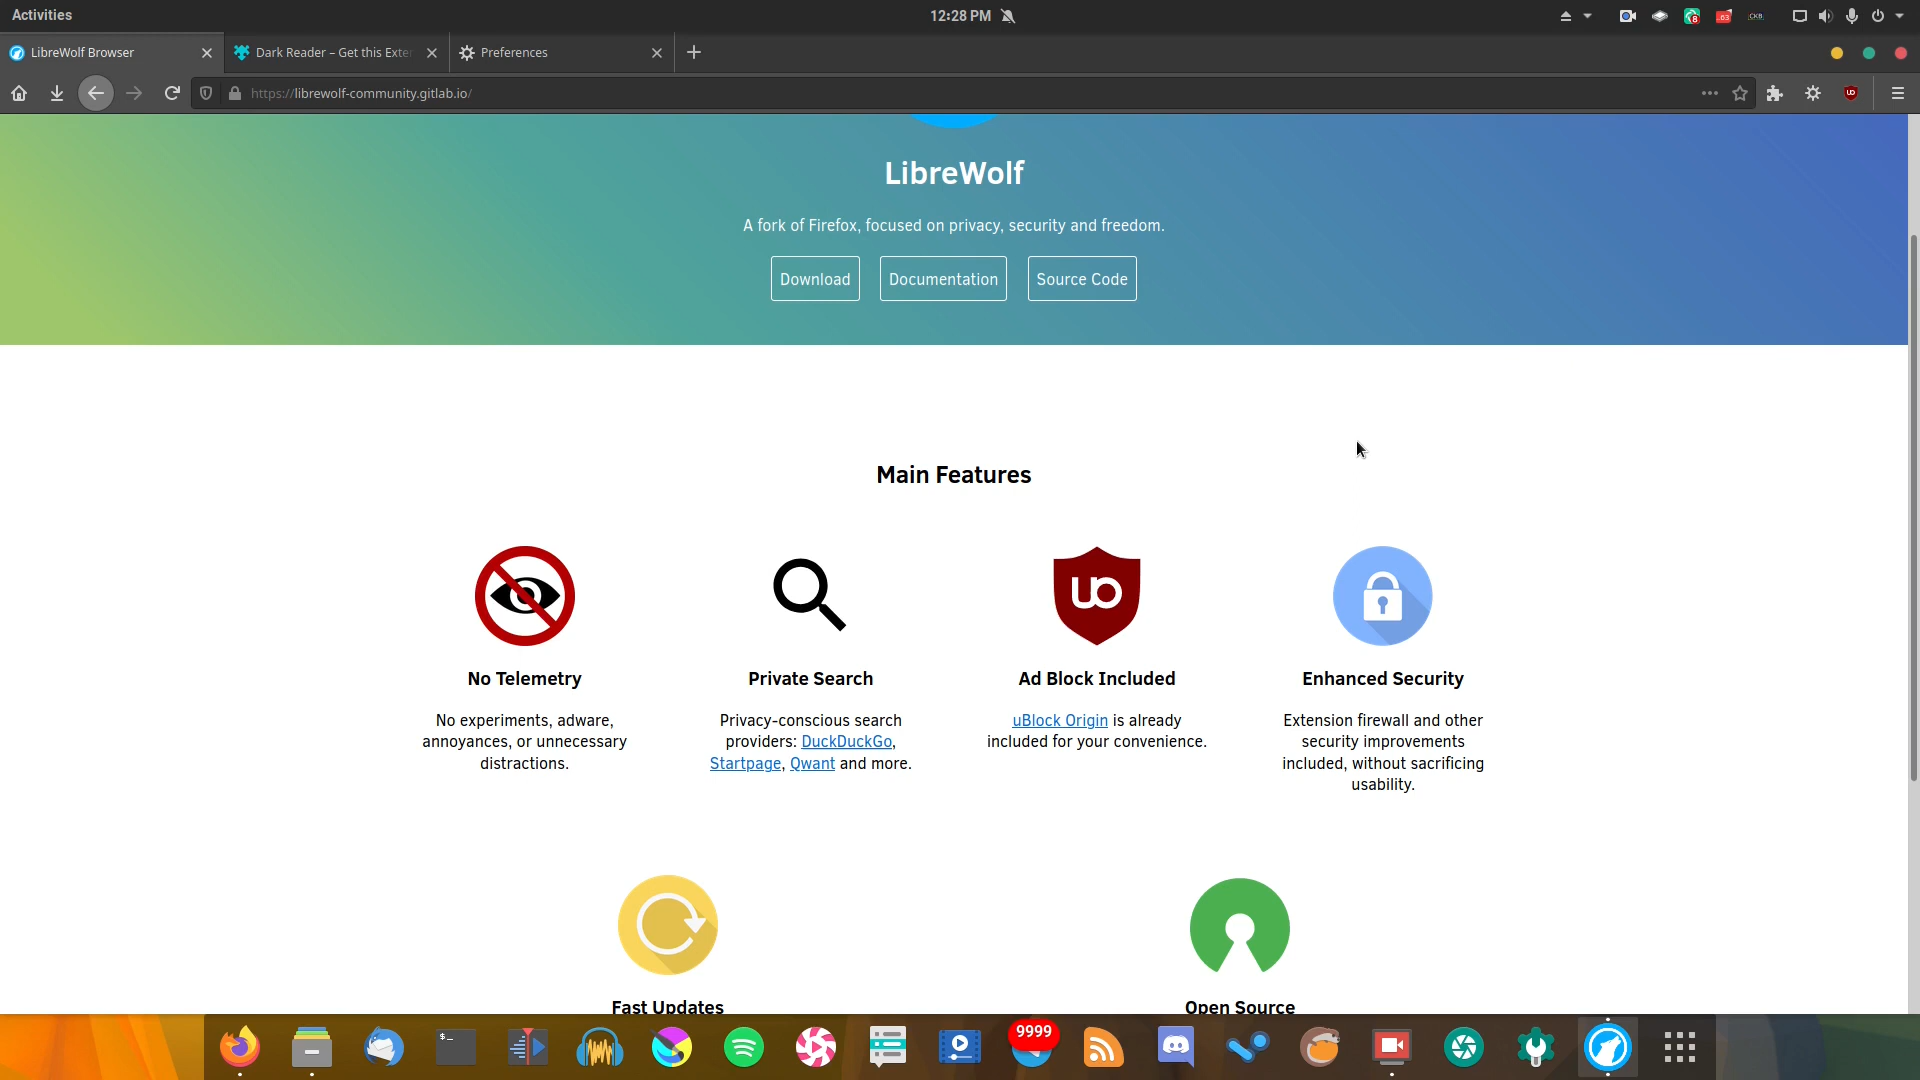 Activities
12:28 PM
8
63
CKB
LibreWolf Browser
Dark Reader – Get this Exte
Preferences
https://librewolf-community.gitlab.io/
LibreWolf
A fork of Firefox, focused on privacy, security and freedom.
Download
Documentation
Source Code
Main Features
No Telemetry
No experiments, adware,
annoyances, or unnecessary
distractions.
Private Search
Privacy-conscious search
providers: DuckDuckGo,
Startpage, Qwant and more.
Ad Block Included
uBlock Origin is already
included for your convenience.
Enhanced Security
Extension firewall and other
security improvements
included, without sacrificing
usability.
Fast Updates
Open Source
$_
9999